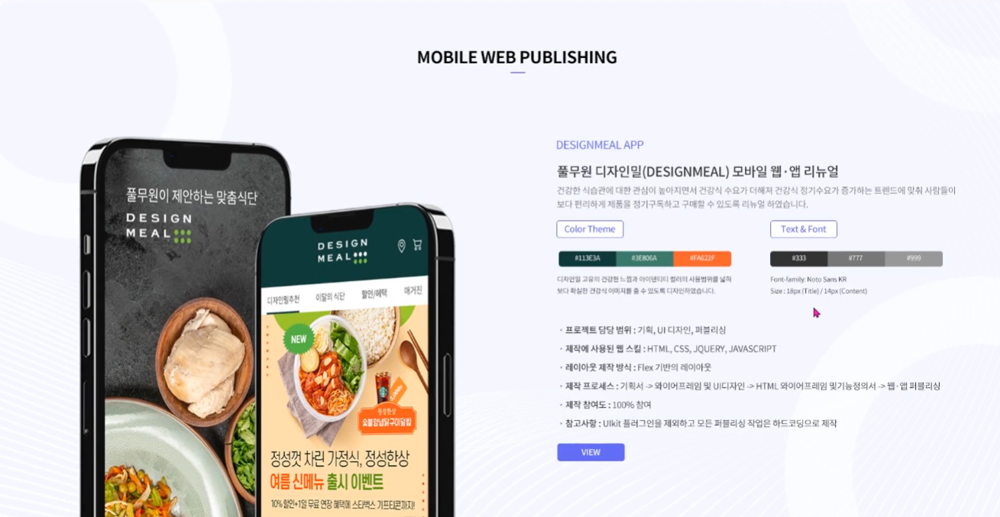 MOBILE WEB PUBLISHING
풀무원이 제안하는 맞춤식단
DESIGN
MEAL
DESIGN
MEAL
디자인밀추천 이달의 식단 할인/혜택 매거진
NEW
정성한상
숯불양념닭구이덮밥
정성껏 차린 가정식, 정성한상
여름 신메뉴 출시 이벤트
10% 할인+1일 무료 연장 혜택에 스타벅스 기프티콘까지!
DESIGNMEAL APP
풀무원 디자인밀(DESIGNMEAL) 모바일 웹·앱 리뉴얼
건강한 식습관에 대한 관심이 높아지면서 건강식 수요가 더해져 건강식 정기수요가 증가하는 트렌드에 맞춰 사람들이
보다 편리하게 제품을 정기구독하고 구매할 수 있도록 리뉴얼 하였습니다.
Color Theme
#113E3A #3E806A #FA622F
디자인밀 고유의 건강한 느낌과 아이덴티티 컬러의 사용범위를 넓혀
보다 확실한 건강식 이미지를 줄 수 있도록 디자인하였습니다.
Text & Font
#333 #777 #999
Font-family: Noto Sans KR
Size : 18px (Title) / 14px (Content)
• 프로젝트 담당 범위 : 기획, UI 디자인, 퍼블리싱
• 제작에 사용된 웹 스킬 : HTML, CSS, JQUERY, JAVASCRIPT
• 레이아웃 제작 방식 : Flex 기반의 레이아웃
• 제작 프로세스 : 기획서 -> 와이어프레임 및 UI디자인 -> HTML 와이어프레임 및기능정의서 -> 웹·앱 퍼블리싱
• 제작 참여도 : 100% 참여
• 참고사항 : UIkit 플러그인을 제외하고 모든 퍼블리싱 작업은 하드코딩으로 제작
VIEW